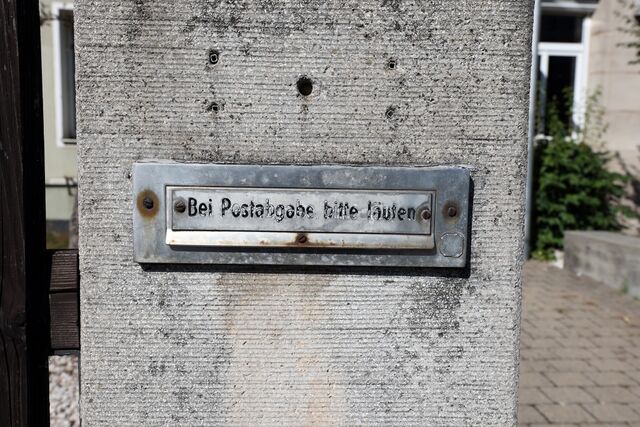 Bei Postabgabe bitte läuten